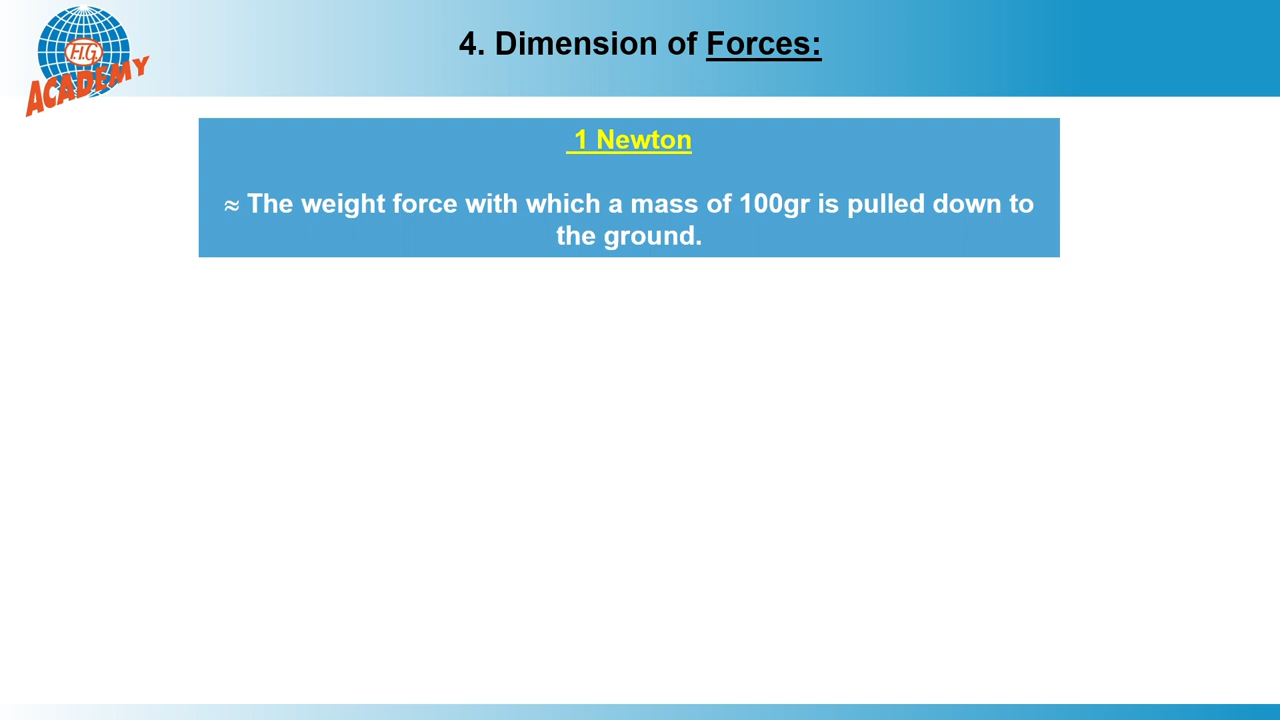 F.I.G.
ACADEMY
4. Dimension of Forces:
1 Newton
≈ The weight force with which a mass of 100gr is pulled down to
the ground.